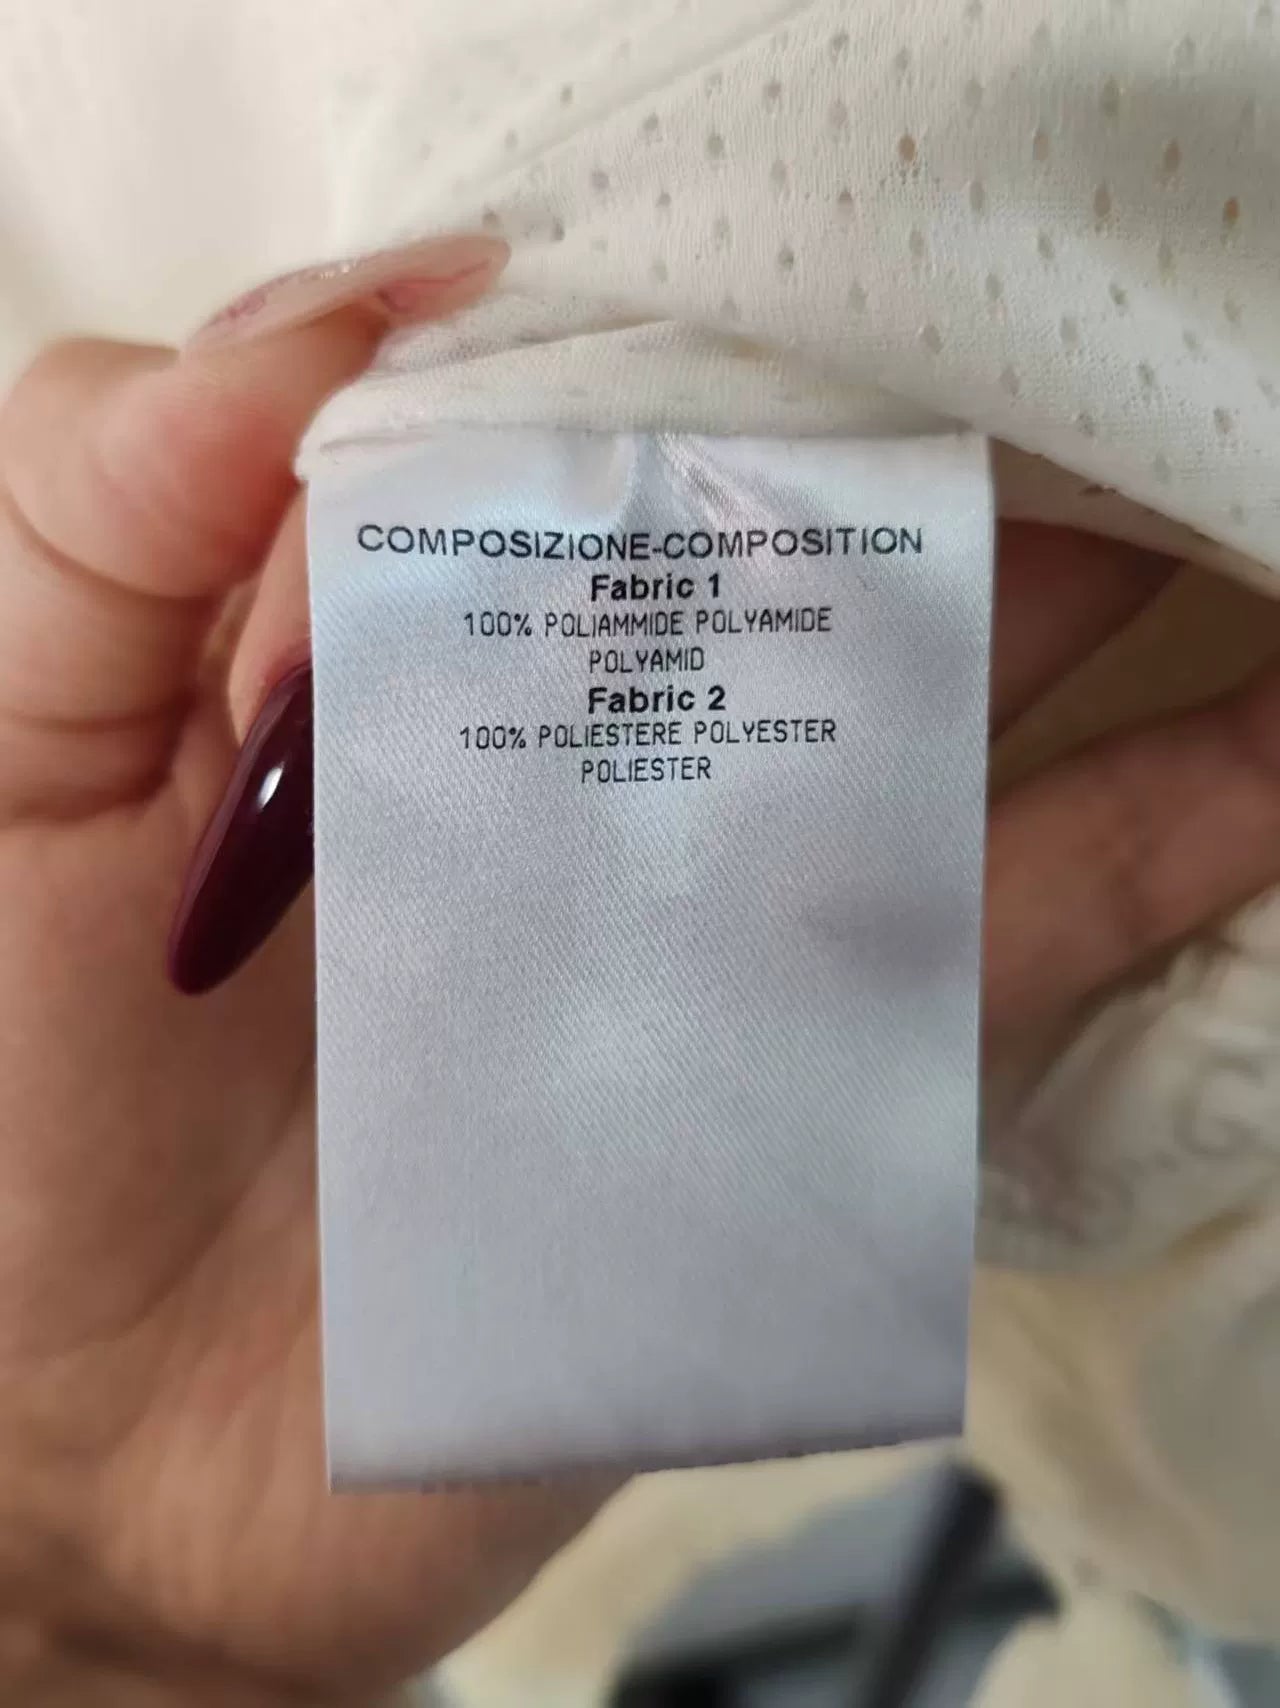 COMPOSIZIONE-COMPOSITION
Fabric 1
100% POLIAMMIDE POLYAMIDE
POLYAMID
Fabric 2
100% POLIESTERE POLYESTER
POLIESTER